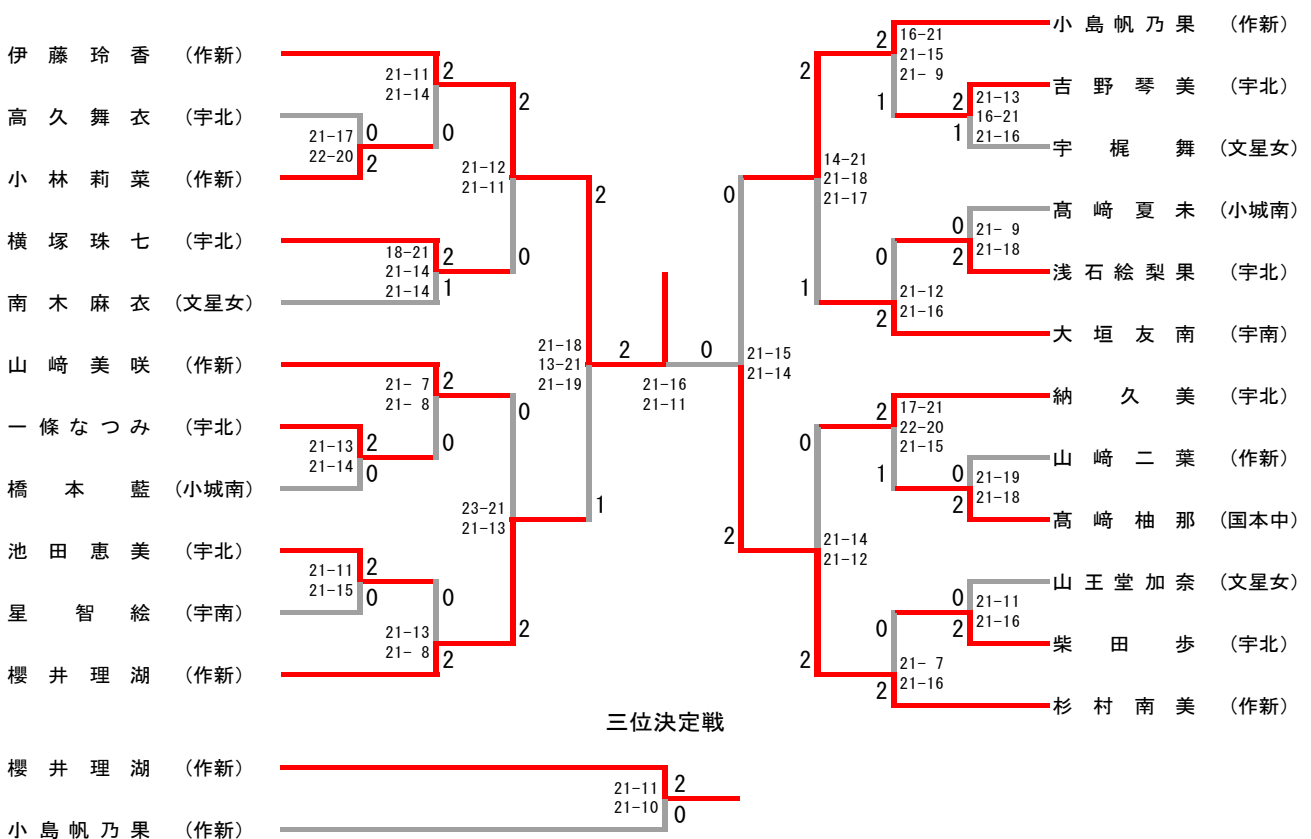 伊藤玲香 (作新)
高久舞衣 (宇北)
小林莉菜 (作新)
横塚珠七 (宇北)
南木麻衣 (文星女)
山﨑美咲 (作新)
一條なつみ (宇北)
橋本藍 (小城南)
池田恵美 (宇北)
星智絵 (宇南)
櫻井理湖 (作新)
21-11 2
21-14
0
21-17 0
22-20 2
18-21 2
21-14
21-14 1
2
21-12
21-11
0
21- 7 2
21- 8
0
21-13 2
21-14 0
21-11 2
21-15 0
0
21-13
21- 8 2
0
23-21
21-13
2
2
21-18
13-21
21-19
1
2 0
21-16
21-11
0
21-15
21-14
2
2
14-21
21-18
21-17
1
2 16-21
21-15
21- 9
1
2 21-13
16-21
1 21-16
0 21- 9
2 21-18
0
21-12
2 21-16
0
21-14
21-12
2
2 17-21
22-20
21-15
1
0 21-19
2 21-18
0 21-11
2 21-16
0
21- 7
2 21-16
小島帆乃果 (作新)
吉野琴美 (宇北)
宇梶舞 (文星女)
髙﨑夏未 (小城南)
浅石絵梨果 (宇北)
大垣友南 (宇南)
納久美 (宇北)
山﨑二葉 (作新)
髙﨑柚那 (国本中)
山王堂加奈 (文星女)
柴田歩 (宇北)
杉村南美 (作新)
三位決定戦
櫻井理湖 (作新)
21-11 2
21-10 0
小島帆乃果 (作新)